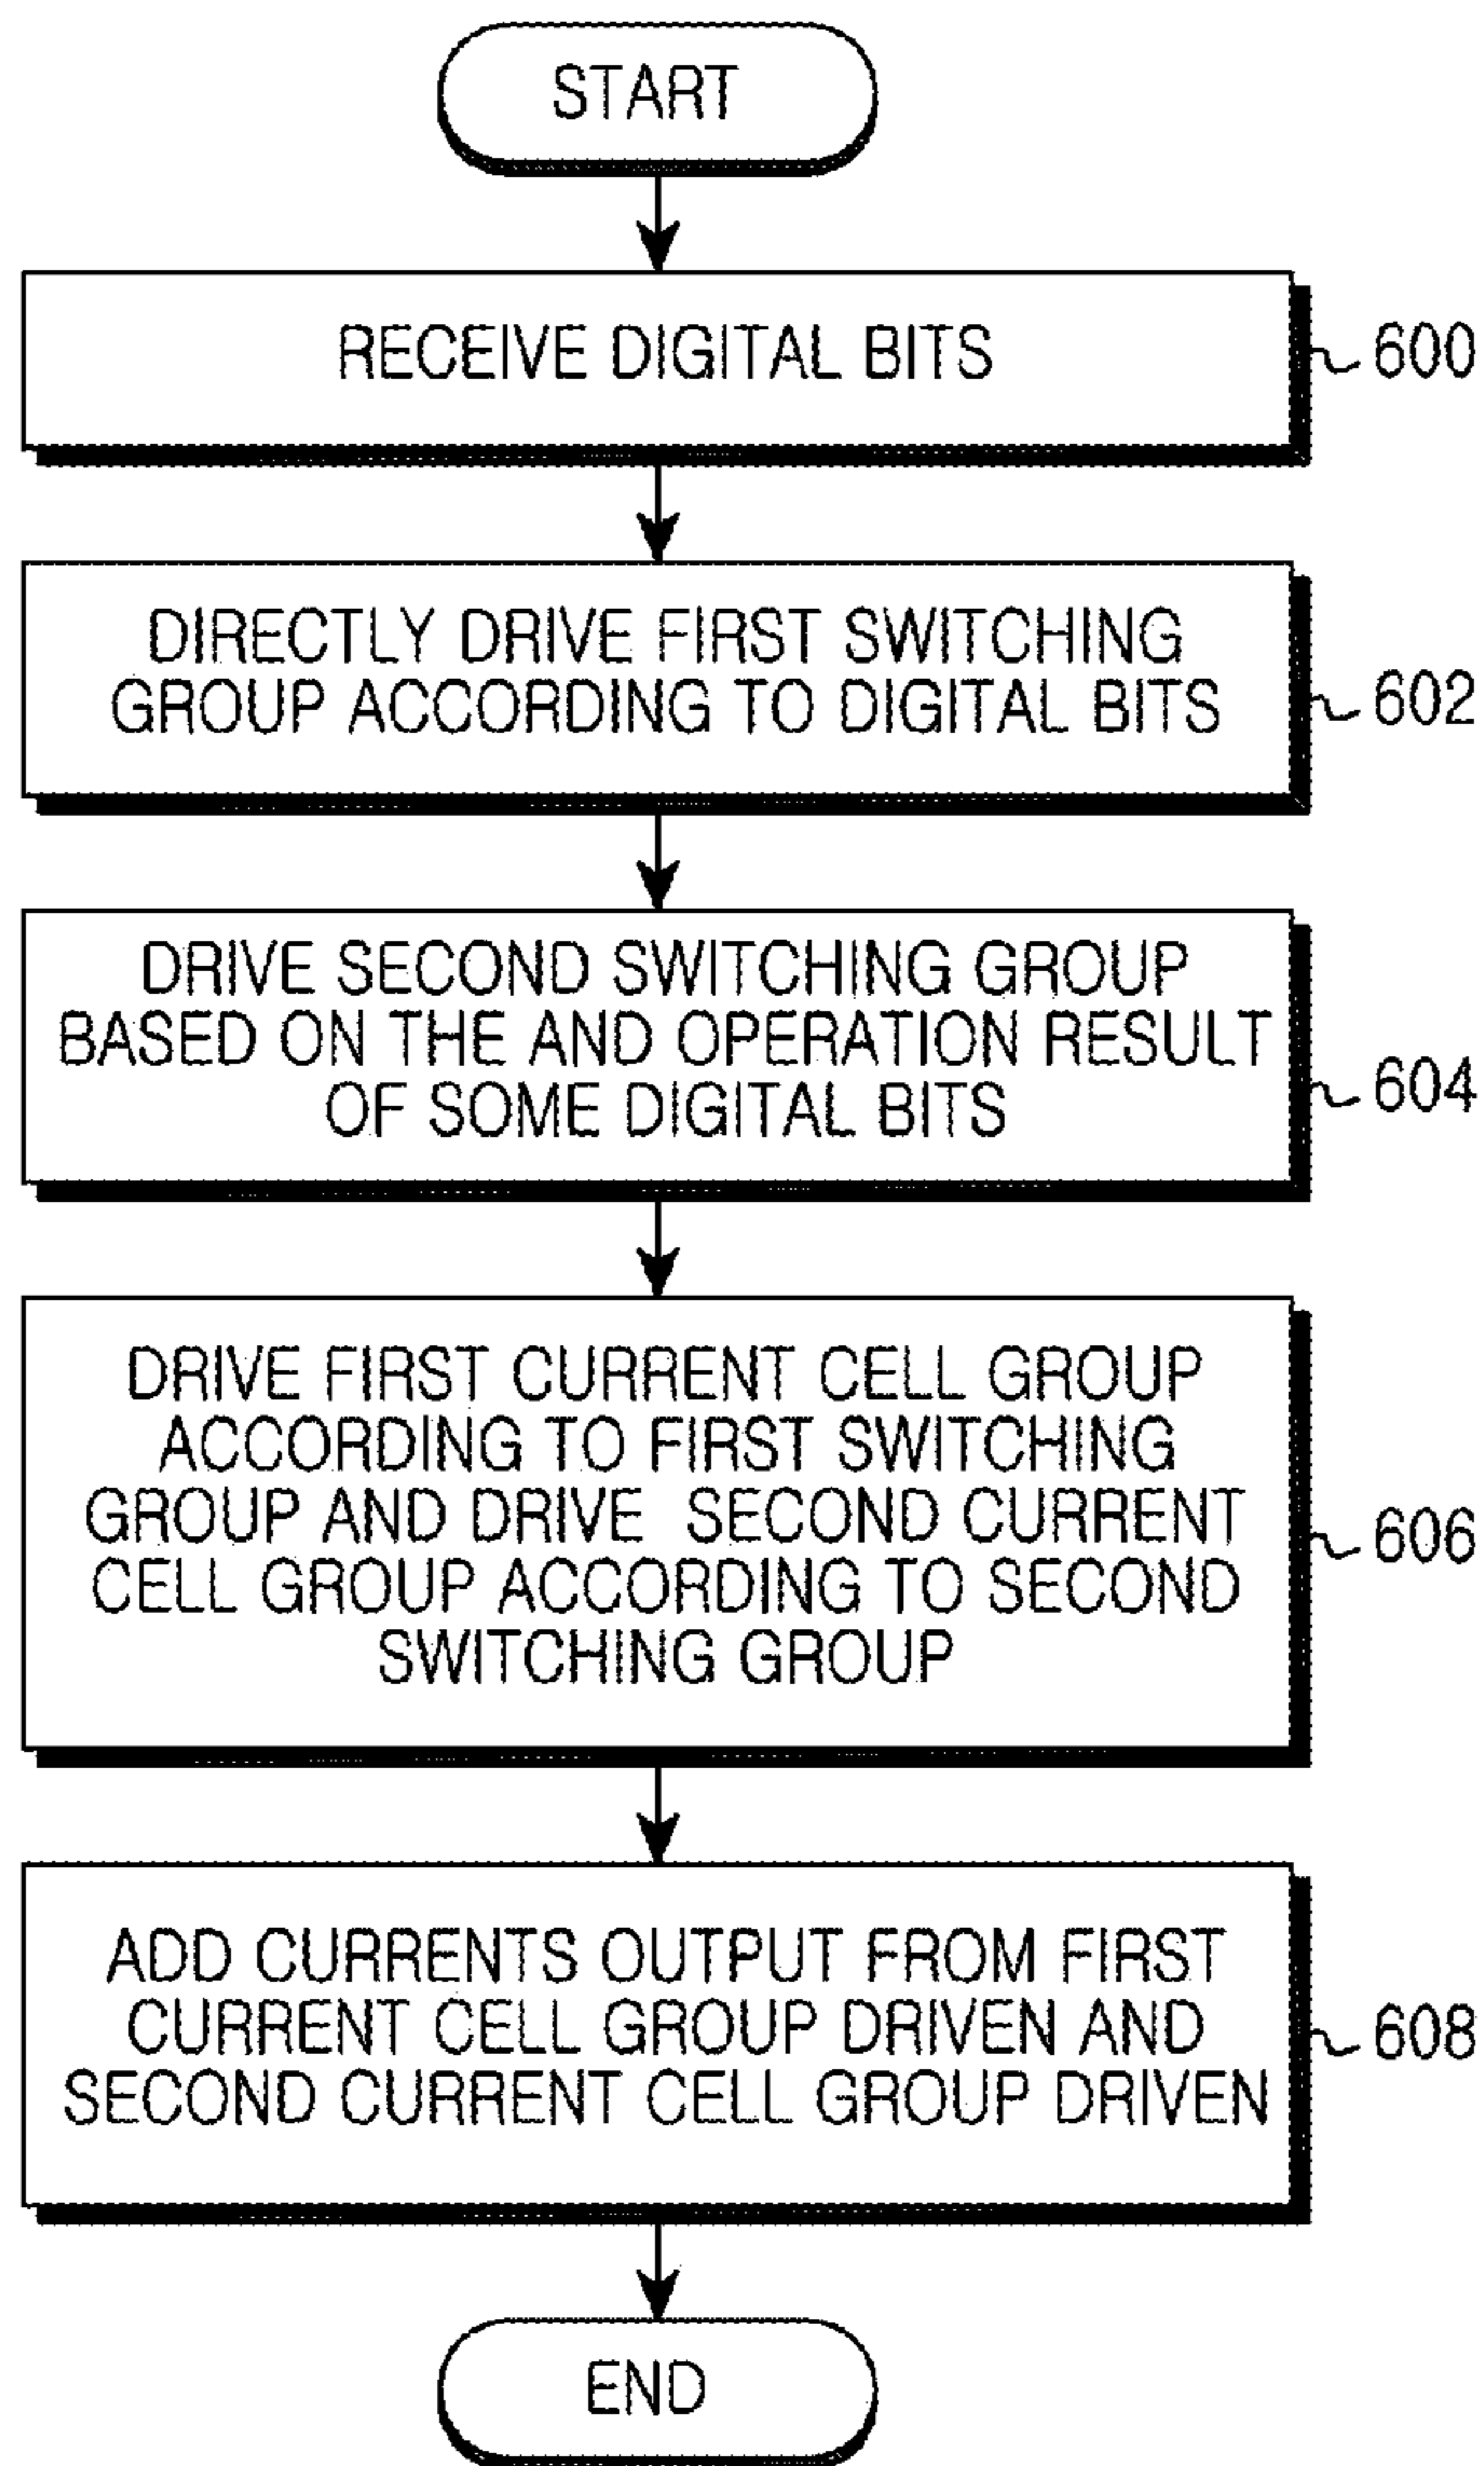 START
RECEIVE DIGITAL BITS
600
DIRECTLY DRIVE FIRST SWITCHING
GROUP ACCORDING TO DIGITAL BITS
602
DRIVE SECOND SWITCHING GROUP
BASED ON THE AND OPERATION RESULT
OF SOME DIGITAL BITS
604
DRIVE FIRST CURRENT CELL GROUP
ACCORDING TO FIRST SWITCHING
GROUP AND DRIVE SECOND CURRENT
CELL GROUP ACCORDING TO SECOND
SWITCHING GROUP
606
ADD CURRENTS OUTPUT FROM FIRST
CURRENT CELL GROUP DRIVEN AND
SECOND CURRENT CELL GROUP DRIVEN
608
END